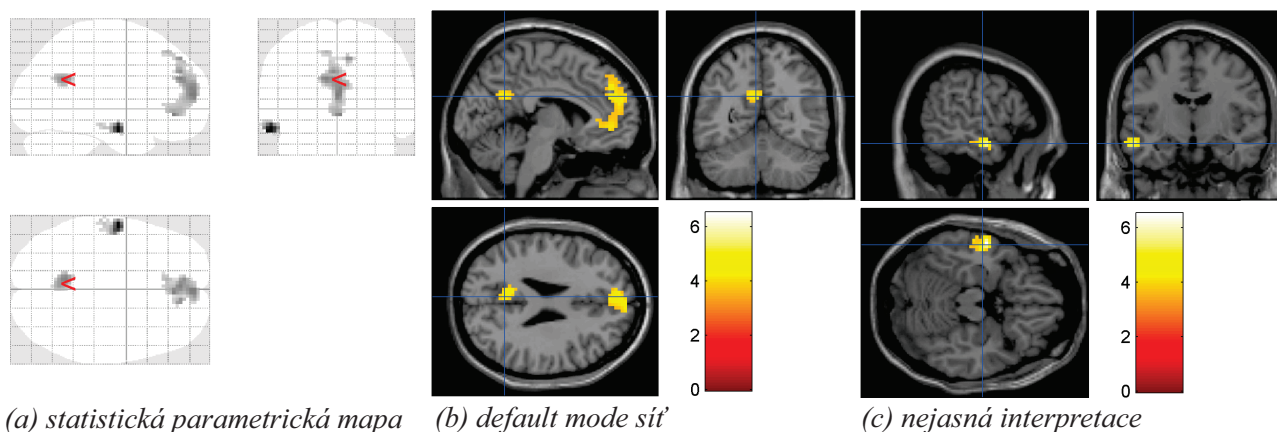 6
4
2
0
6
4
2
0
(a) statistická parametrická mapa
(b) default mode síť
(c) nejasná interpretace